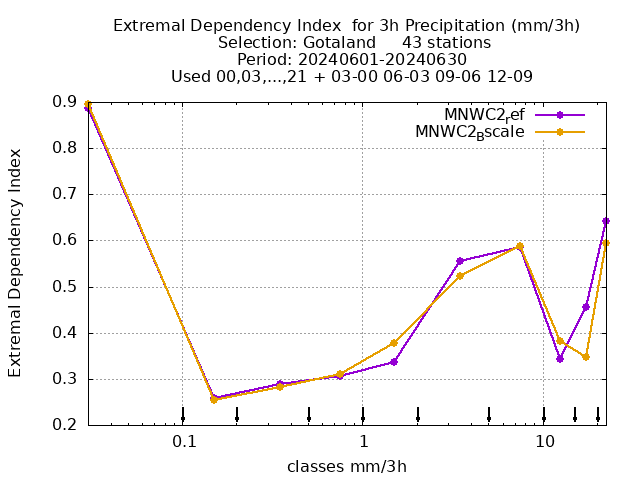 Extremal Dependency Index  for 3h Precipitation (mm/3h)
Selection: Gotaland     43 stations
Period: 20240601-20240630
Used 00,03,...,21 + 03-00 06-03 09-06 12-09
MNWC2ref
MNWC2Bscale
Extremal Dependency Index
0.9
0.8
0.7
0.6
0.5
0.4
0.3
0.2
0.1 1 10
classes mm/3h